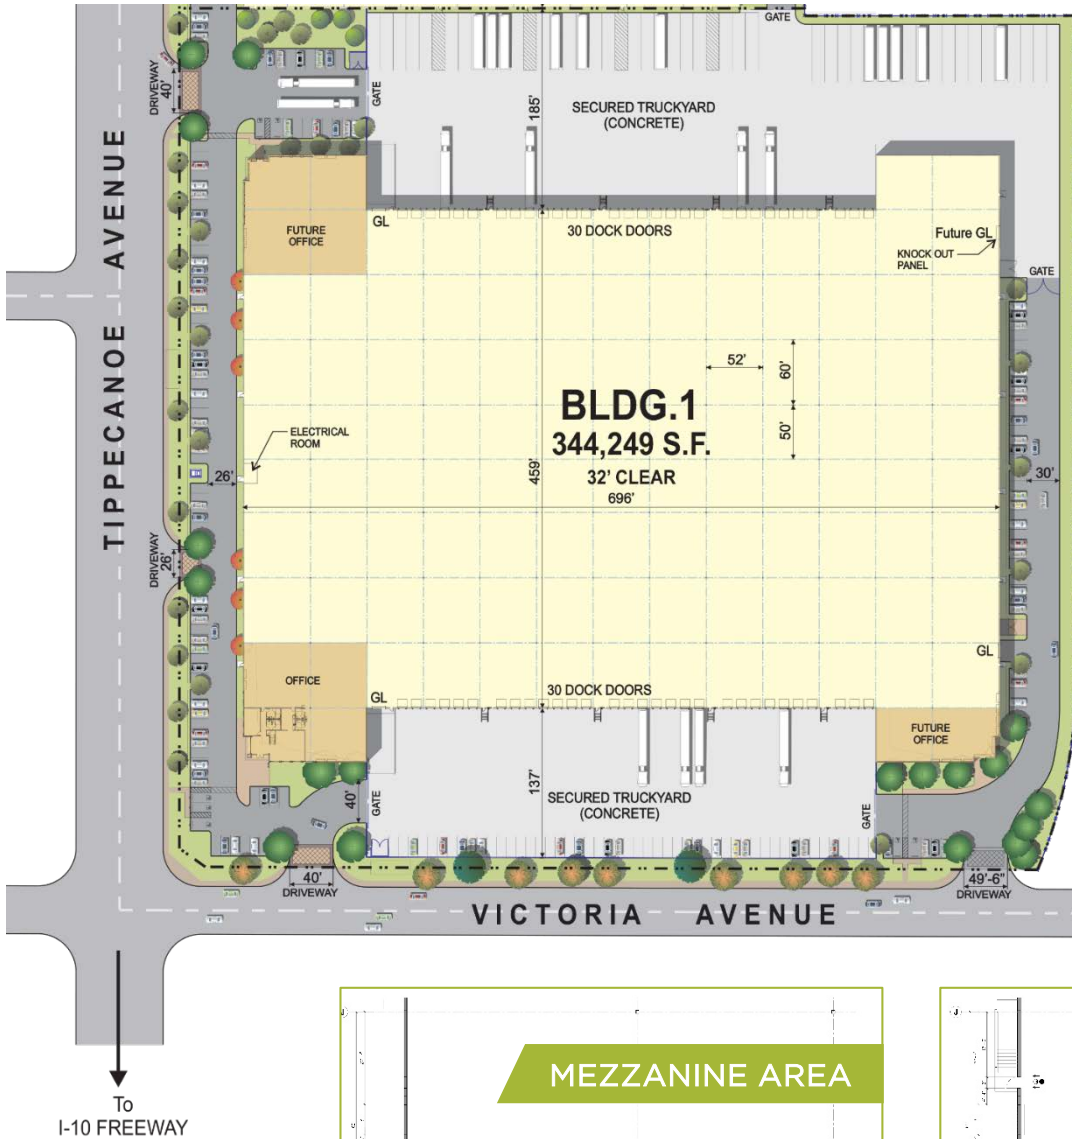 GATE
DRIVEWAY
40'
GATE
185'
SECURED TRUCKYARD
(CONCRETE)
TIPPECANOE AVENUE
FUTURE
OFFICE
GL
30 DOCK DOORS
Future GL
KNOCK OUT
PANEL
GATE
52'
60'
BLDG.1
344,249 S.F.
32' CLEAR
696'
50'
459'
ELECTRICAL
ROOM
26'
30'
DRIVEWAY
26'
OFFICE
GL
30 DOCK DOORS
GL
FUTURE
OFFICE
137'
SECURED TRUCKYARD
(CONCRETE)
40'
GATE
GATE
40'
DRIVEWAY
49'-6"
DRIVEWAY
VICTORIA AVENUE
MEZZANINE AREA
To
I-10 FREEWAY